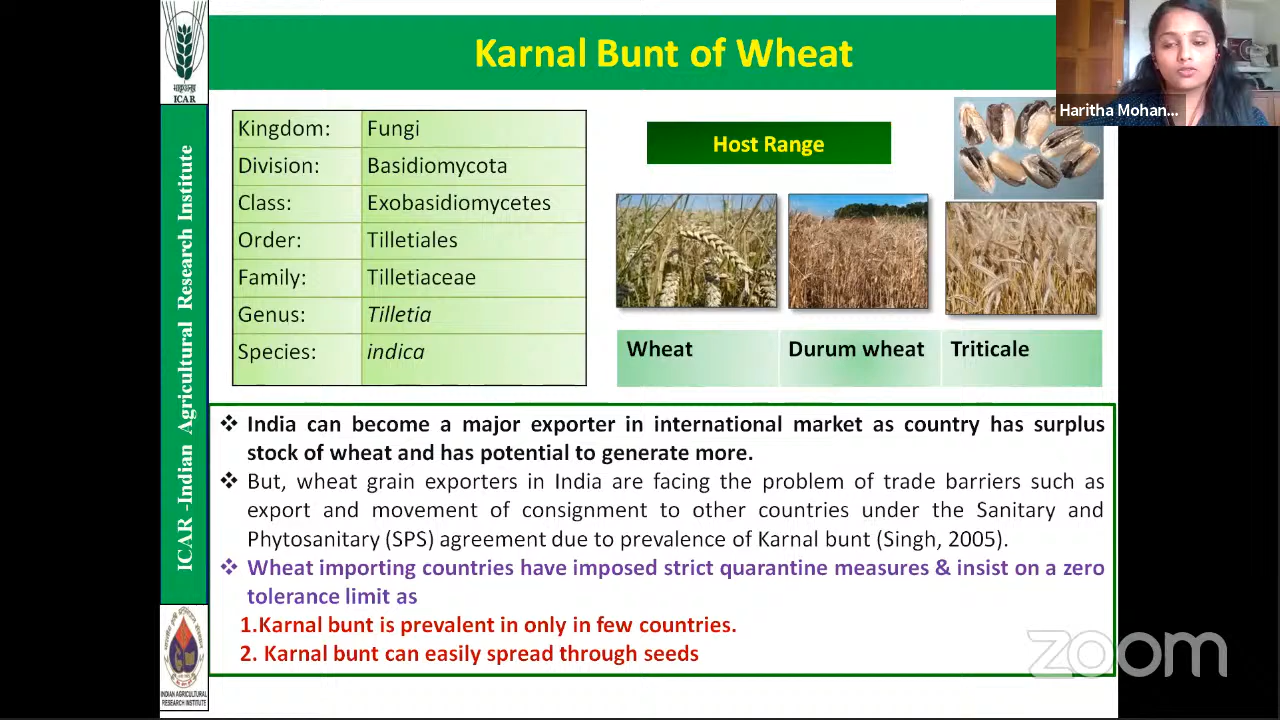 Karnal Bunt of Wheat
ICAR
ICAR -Indian Agricultural Research Institute
INDIAN AGRICULTURAL
RESEARCH INSTITUTE
Haritha Mohan...
Kingdom: Fungi
Division: Basidiomycota
Class: Exobasidiomycetes
Order: Tilletiales
Family: Tilletiaceae
Genus: Tilletia
Species: indica
Host Range
Wheat Durum wheat Triticale
❖ India can become a major exporter in international market as country has surplus
stock of wheat and has potential to generate more.
❖ But, wheat grain exporters in India are facing the problem of trade barriers such as
export and movement of consignment to other countries under the Sanitary and
Phytosanitary (SPS) agreement due to prevalence of Karnal bunt (Singh, 2005).
❖ Wheat importing countries have imposed strict quarantine measures & insist on a zero
tolerance limit as
1.Karnal bunt is prevalent in only in few countries.
2. Karnal bunt can easily spread through seeds
zoom